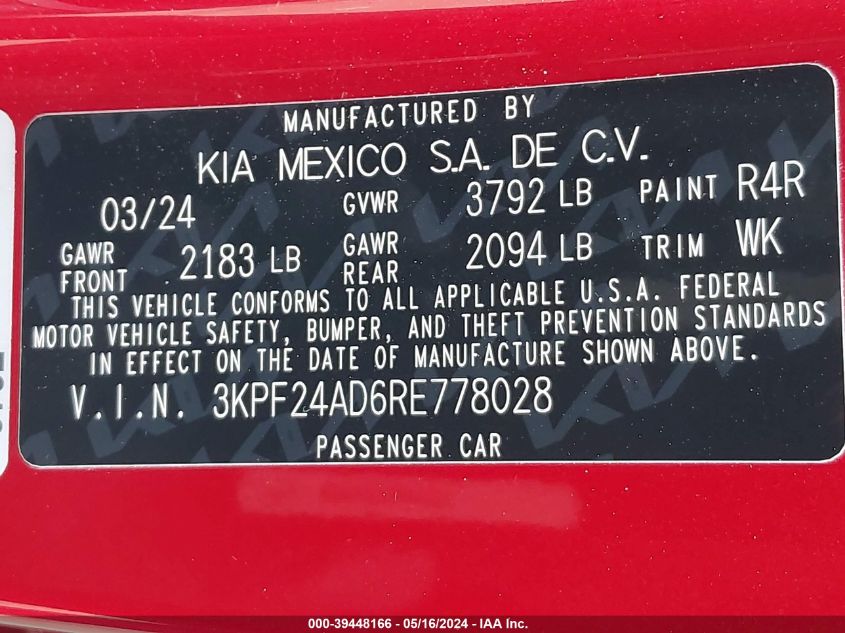 MANUFACTURED BY
KIA MEXICO S.A. DE C.V.
03/24 GVWR 3792 LB PAINT R4R
GAWR FRONT 2183 LB GAWR REAR 2094 LB TRIM WK
THIS VEHICLE CONFORMS TO ALL APPLICABLE U.S.A. FEDERAL
MOTOR VEHICLE SAFETY, BUMPER, AND THEFT PREVENTION STANDARDS
IN EFFECT ON THE DATE OF MANUFACTURE SHOWN ABOVE.
V.I.N. 3KPF24AD6RE778028
PASSENGER CAR
000-39448166 - 05/16/2024 - IAA Inc.